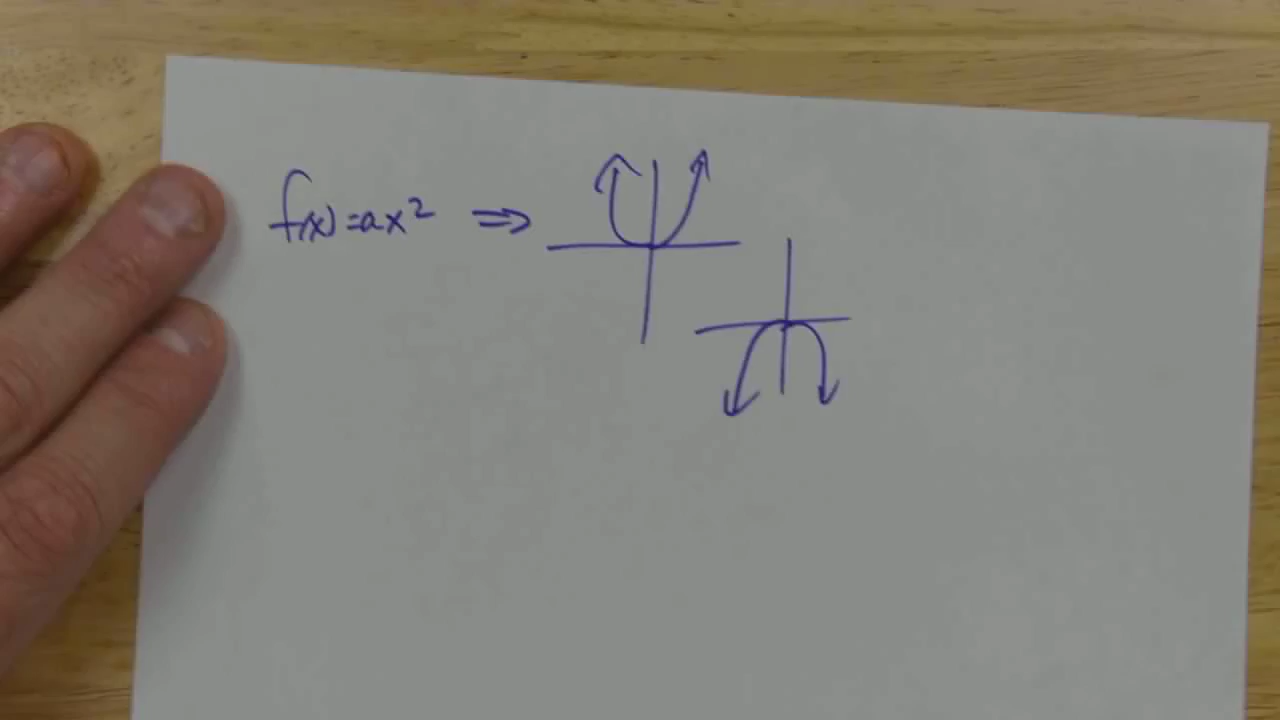 f(x)=ax² ⇒